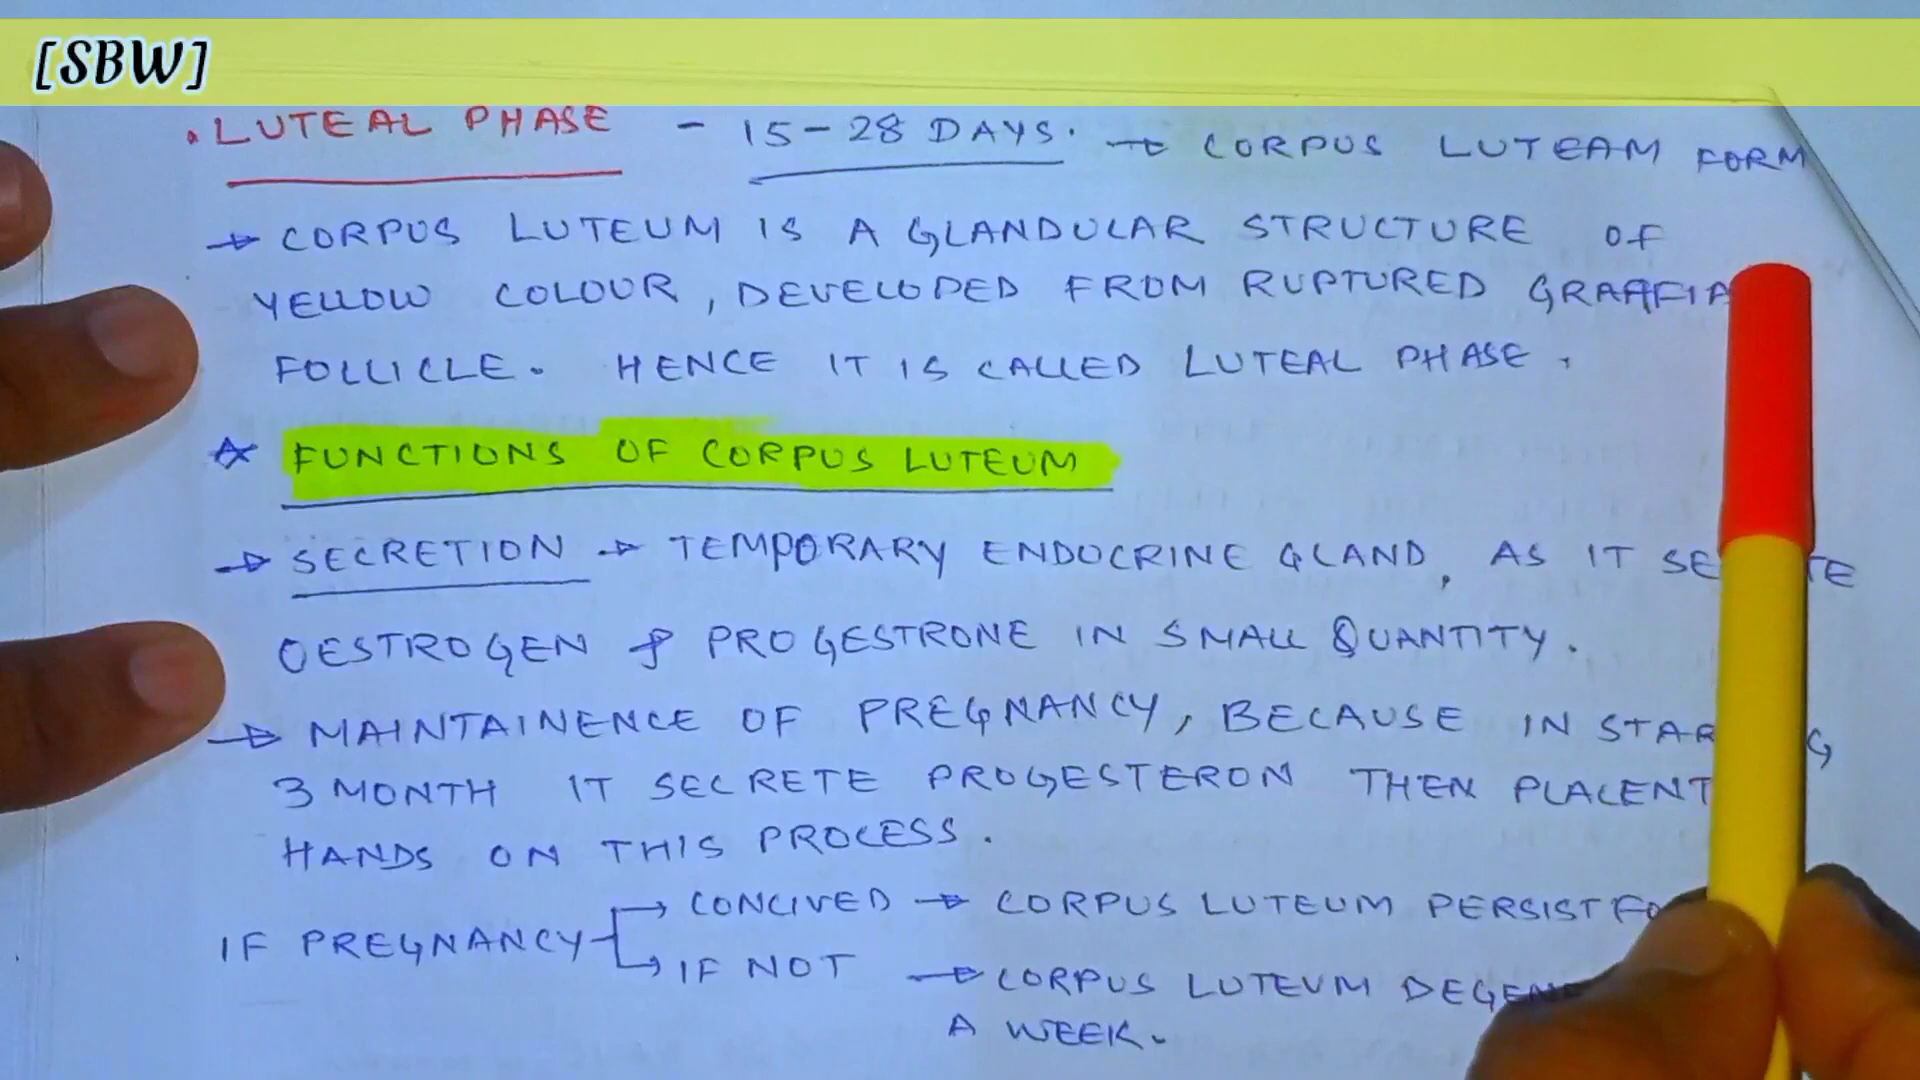 [SBW]
. LUTEAL PHASE - 15-28 DAYS. → CORPUS LUTEAM FORM
→ CORPUS LUTEUM IS A GLANDULAR STRUCTURE OF
YELLOW COLOUR, DEVELOPED FROM RUPTURED GRAFFIA
FOLLICLE. HENCE IT IS CALLED LUTEAL PHASE.
FUNCTIONS OF CORPUS LUTEUM
→ SECRETION → TEMPORARY ENDOCRINE GLAND, AS IT
OESTROGEN & PROGESTRONE IN SMALL QUANTITY.
→ MAINTAINENCE OF PREGNANCY, BECAUSE IN
3 MONTH IT SECRETE PROGESTERON THEN PLACENT
HANDS ON THIS PROCESS.
IF PREGNANCY → CONCIVED → CORPUS LUTEUM PERSIST
→ IF NOT → CORPUS LUTEUM
A WEEK.